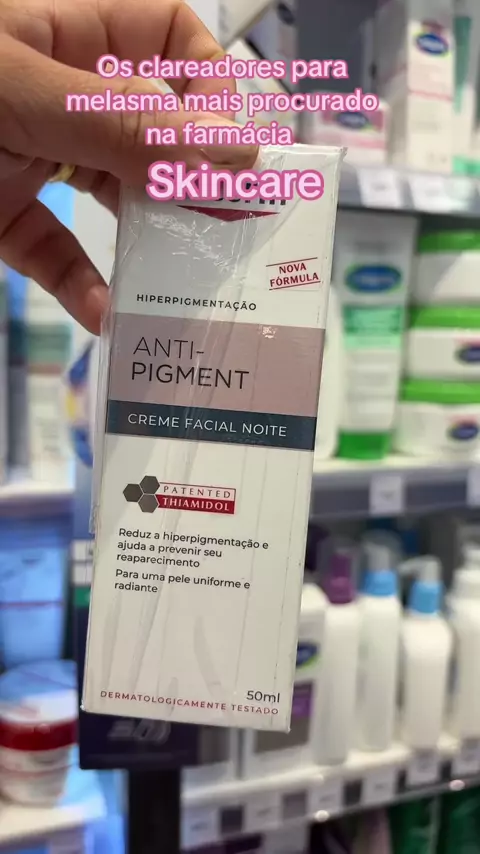 Os clareadores para
melasma mais procurado
na farmácia
Skincare
NOVA
FÓRMULA
HIPERPIGMENTAÇÃO
ANTI-
PIGMENT
CREME FACIAL NOITE
PATENTED
THIAMIDOL
Reduz a hiperpigmentação e
ajuda a prevenir seu
reaparecimento
Para uma pele uniforme e
radiante
50ml
DERMATOLOGICAMENTE TESTADO